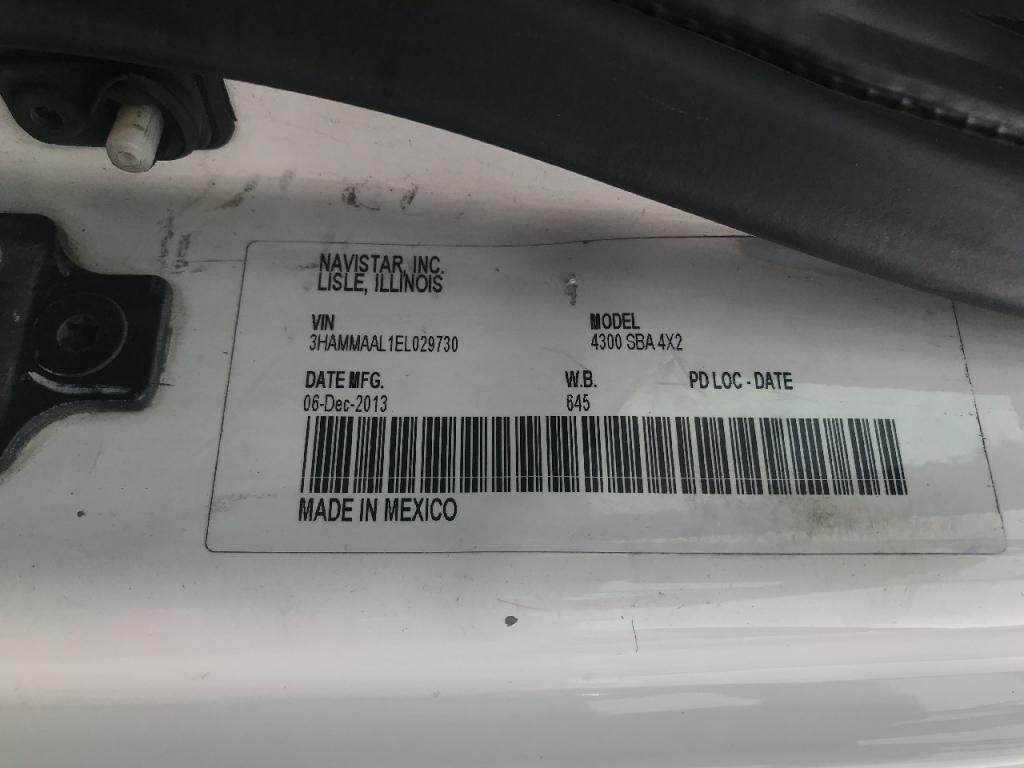 NAVISTAR, INC.
LISLE, ILLINOIS
VIN MODEL
3HAMMAAL1EL029730 4300 SBA 4X2
DATE MFG. W.B. PD LOC - DATE
06-Dec-2013 645
MADE IN MEXICO